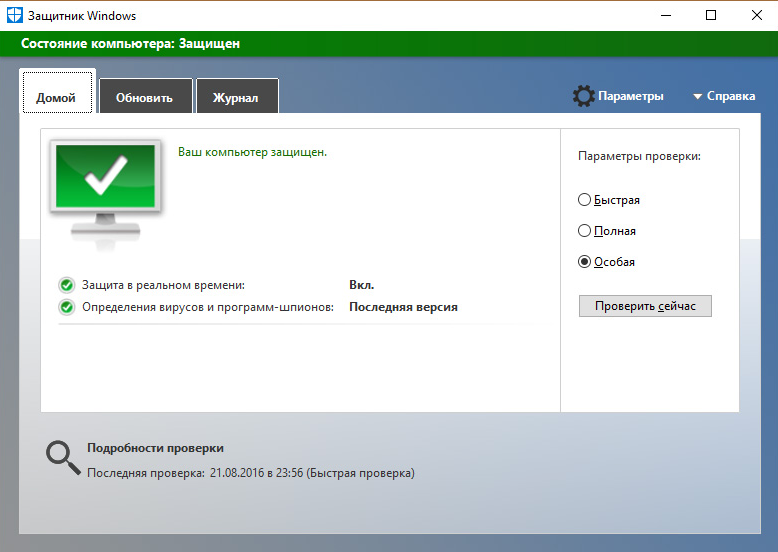 Защитник Windows
Состояние компьютера: Защищен
Домой
Обновить
Журнал
Параметры
Справка
Ваш компьютер защищен.
Параметры проверки:
Быстрая
Полная
Особая
Защита в реальном времени: Вкл.
Определения вирусов и программ-шпионов: Последняя версия
Проверить сейчас
Подробности проверки
Последняя проверка: 21.08.2016 в 23:56 (Быстрая проверка)